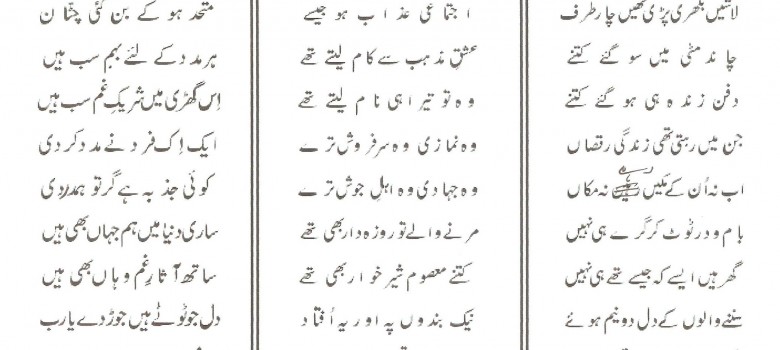 لاشیں بکھری پڑی تھیں چار طرف
چاند مٹی میں سو گئے کتنے
دفن زندہ ہی ہو گئے کتنے
جن میں رہتی تھی زندگی رقصاں
اب نہ اُن کے مکیں رہے نہ مکاں
بام و در ٹوٹ کر گرے ہی نہیں
گھر ہیں ایسے کہ جیسے تھے ہی نہیں
سننے والوں کے دل دو نیم ہوئے
اجتماعی عذاب ہو جیسے
عشقِ مذہب سے کام لیتے تھے
وہ تو تیرا ہی نام لیتے تھے
وہ نمازی وہ سرفروش ترے
وہ جہادی وہ اہلِ جوش ترے
مرنے والے تو روزہ دار بھی تھے
کتنے معصوم شیر خوار بھی تھے
نیک بندوں پہ اور یہ اُفتاد
متحد ہو کے بن گئی چٹان
ہر مدد کے لئے بہم سب ہیں
اِس گھڑی میں شریکِ غم سب ہیں
ایک اِک فرد نے مدد کر دی
کوئی جذبہ ہے گر تو ہمدردی
ساری دنیا میں ہم جہاں بھی ہیں
ساتھ آثارِ غم وہاں بھی ہیں
دل جو ٹوٹے ہیں جوڑ دے یارب